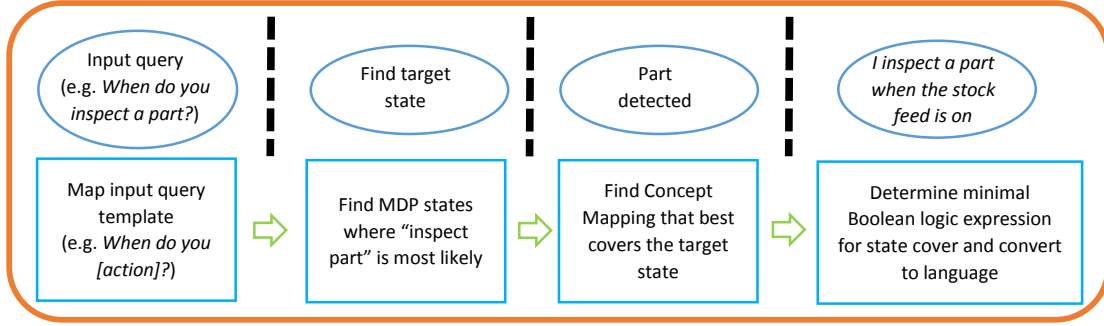 Input query
(e.g. When do you
inspect a part?)
Find target
state
Part
detected
I inspect a part
when the stock
feed is on
Map input query
template
(e.g. When do you
[action]?)
Find MDP states
where “inspect
part” is most likely
Find Concept
Mapping that best
covers the target
state
Determine minimal
Boolean logic expression
for state cover and convert
to language